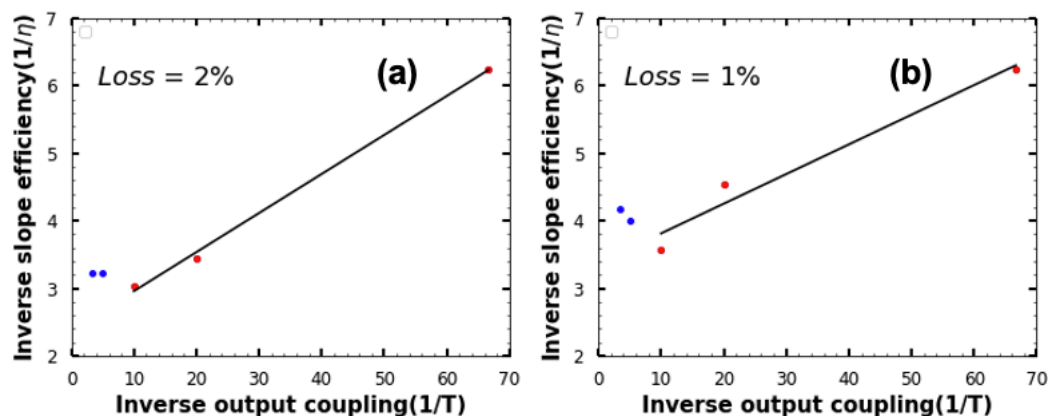 7
6
5
4
3
2
Inverse slope efficiency(1/η)
Loss = 2%
(a)
0 10 20 30 40 50 60 70
Inverse output coupling(1/T)
7
6
5
4
3
2
Inverse slope efficiency(1/η)
Loss = 1%
(b)
0 10 20 30 40 50 60 70
Inverse output coupling(1/T)